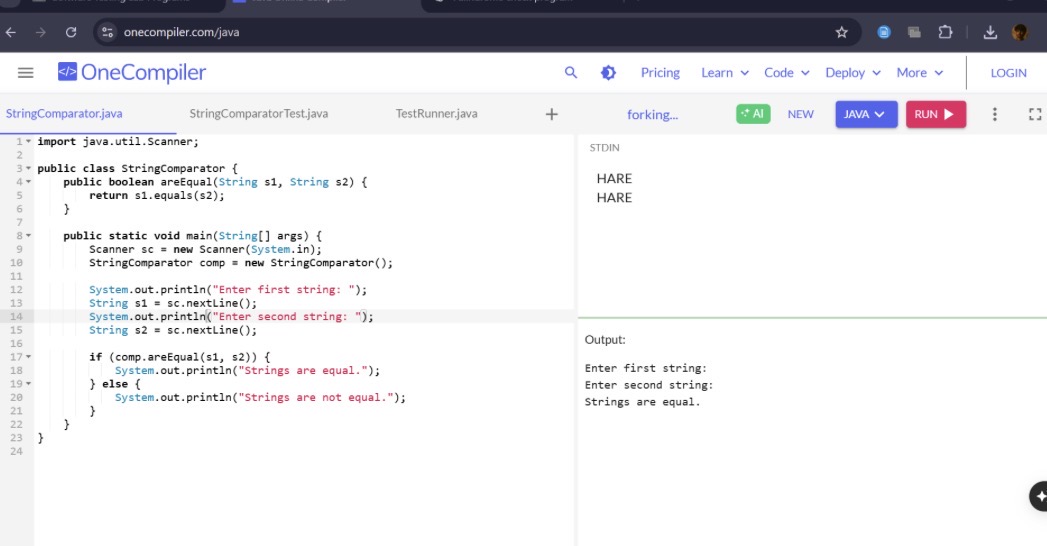 onecompiler.com/java
OneCompiler
Pricing Learn Code Deploy More LOGIN
StringComparator.java StringComparatorTest.java TestRunner.java + forking... AI NEW JAVA RUN
1 import java.util.Scanner;
2
3 public class StringComparator {
4 public boolean areEqual(String s1, String s2) {
5 return s1.equals(s2);
6 }
7
8 public static void main(String[] args) {
9 Scanner sc = new Scanner(System.in);
10 StringComparator comp = new StringComparator();
11
12 System.out.println("Enter first string: ");
13 String s1 = sc.nextLine();
14 System.out.println("Enter second string: ");
15 String s2 = sc.nextLine();
16
17 if (comp.areEqual(s1, s2)) {
18 System.out.println("Strings are equal.");
19 } else {
20 System.out.println("Strings are not equal.");
21 }
22 }
23 }
24
STDIN
HARE
HARE
Output:
Enter first string:
Enter second string:
Strings are equal.